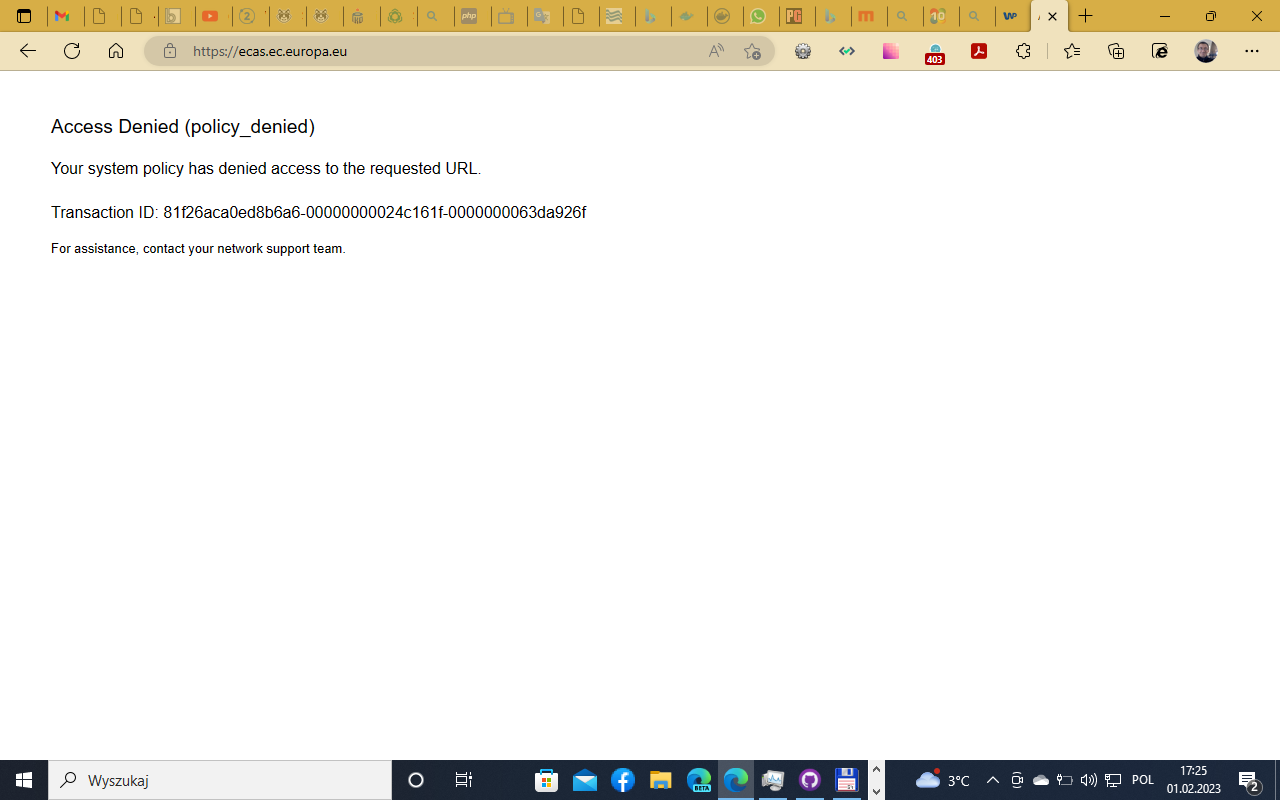 https://ecas.ec.europa.eu
403
Access Denied (policy_denied)
Your system policy has denied access to the requested URL.
Transaction ID: 81f26aca0ed8b6a6-00000000024c161f-0000000063da926f
For assistance, contact your network support team.
Wyszukaj
BETA
3°C
POL
17:25
01.02.2023
2